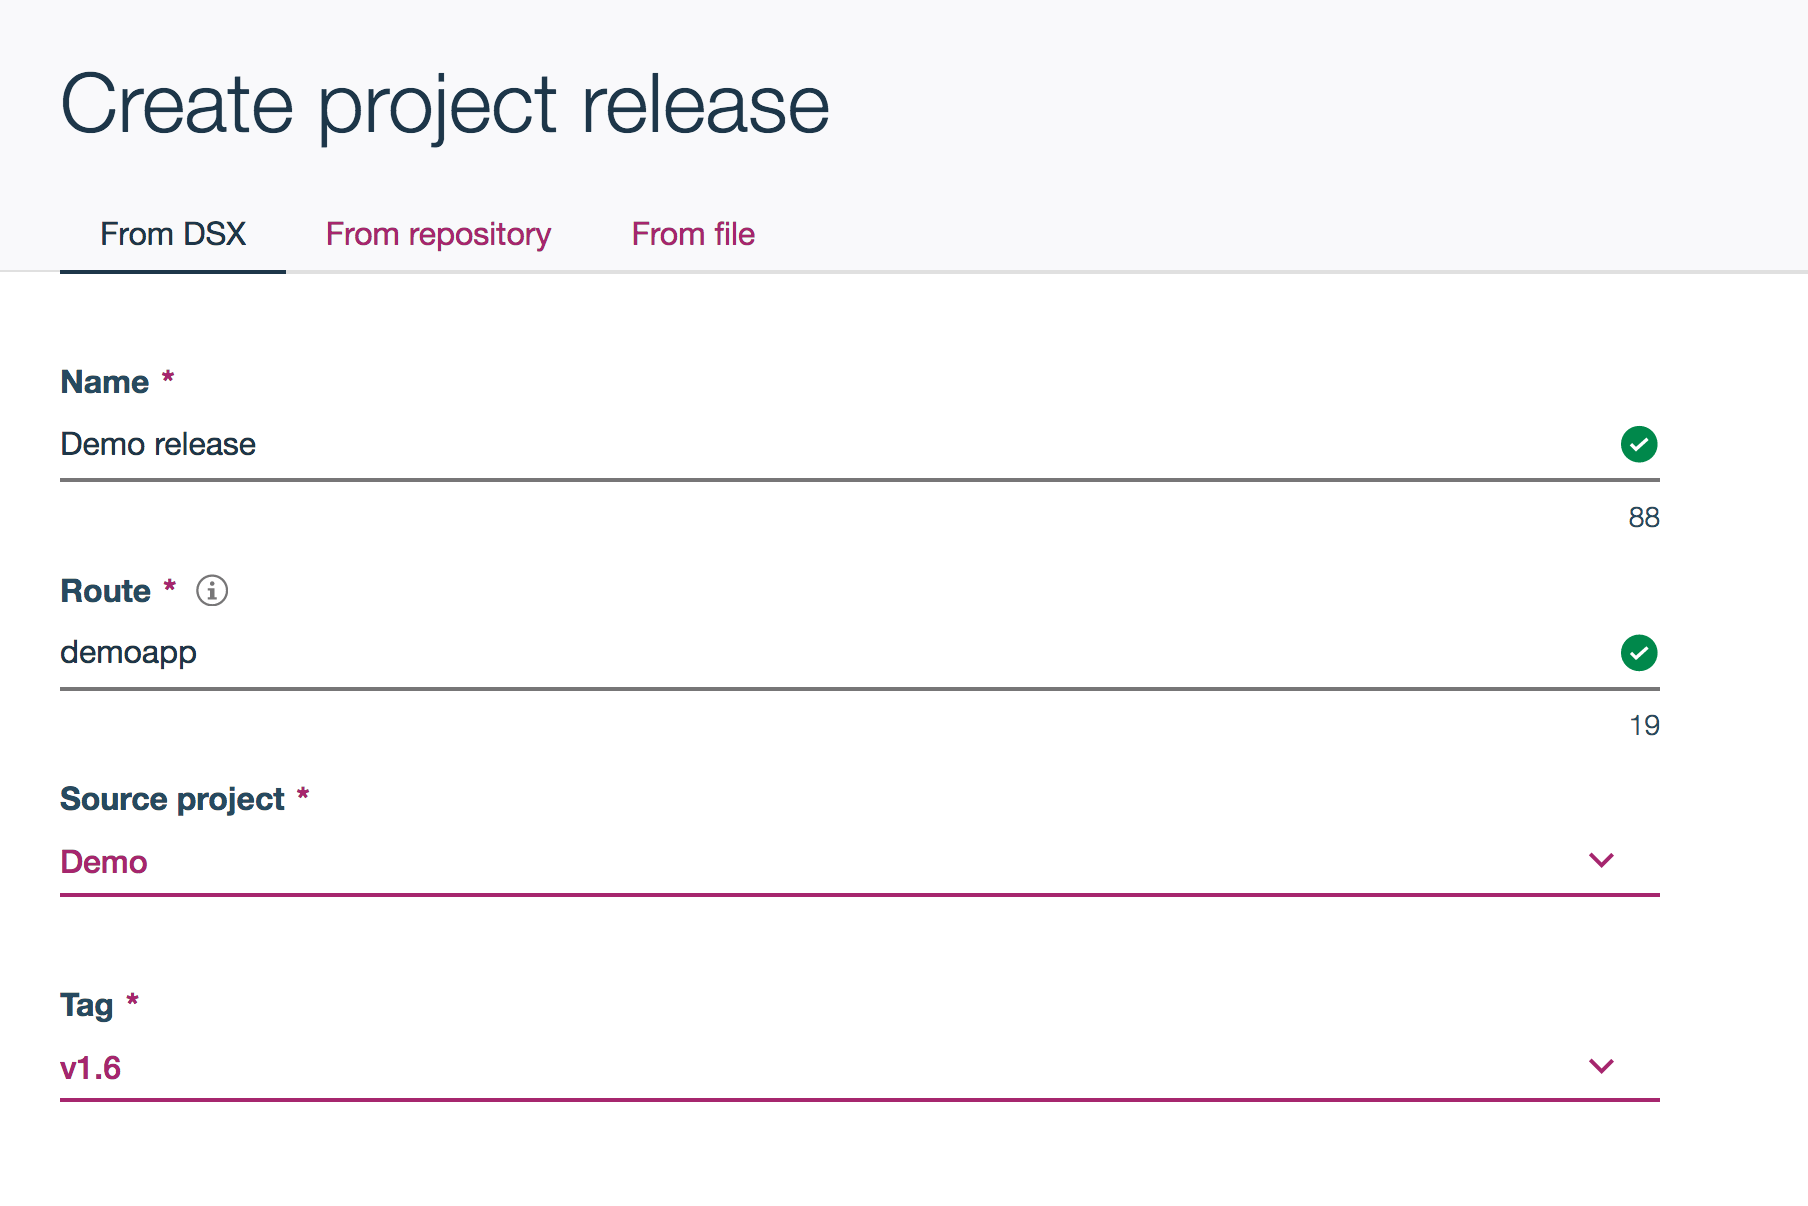 Create project release
From DSX From repository From file
Name *
Demo release
88
Route *
demoapp
19
Source project *
Demo
Tag *
v1.6